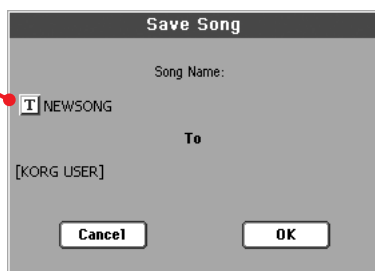 Save Song
Song Name:
T NEWSONG
To
[KORG USER]
Cancel OK